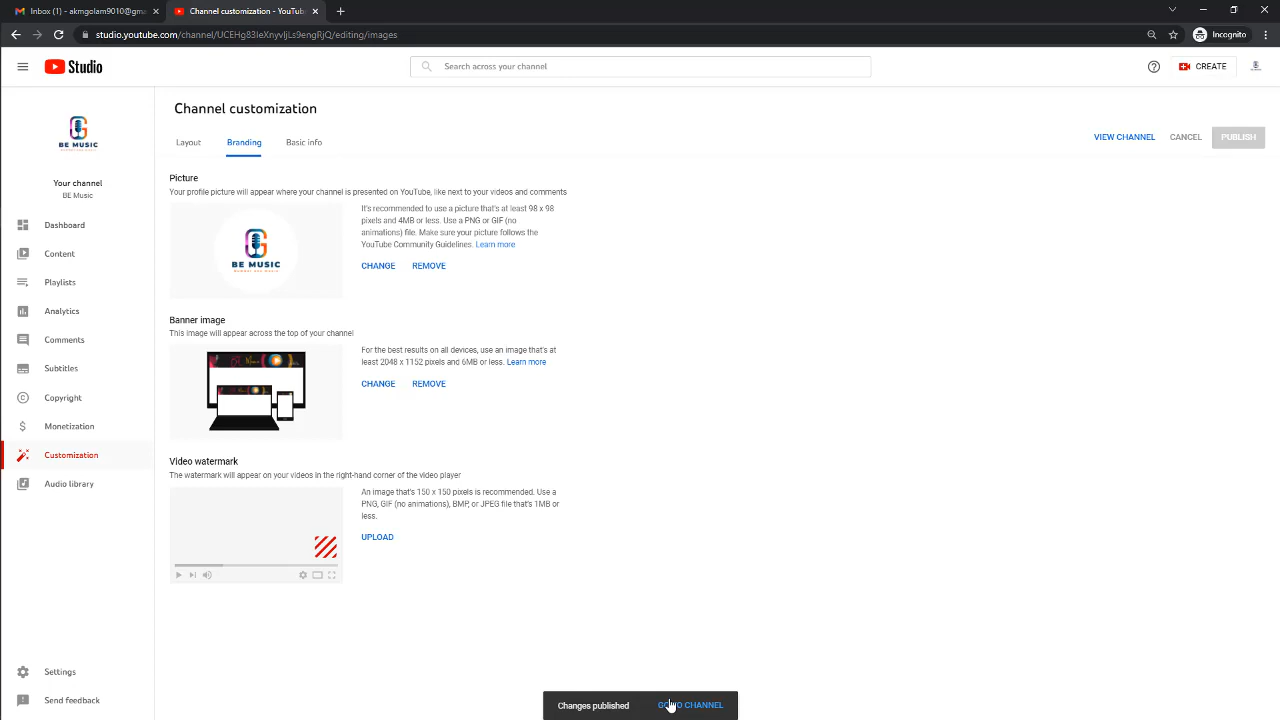 Inbox (1) - akmgolam9010@gma
Channel customization - YouTub
studio.youtube.com/channel/UCEHg83IeXnyvIjLs9engRjQ/editing/images
Incognito
Studio
Search across your channel
CREATE
BE MUSIC
Your channel
BE Music
Dashboard
Content
Playlists
Analytics
Comments
Subtitles
Copyright
Monetization
Customization
Audio library
Settings
Send feedback
Channel customization
Layout
Branding
Basic info
VIEW CHANNEL
CANCEL
PUBLISH
Picture
Your profile picture will appear where your channel is presented on YouTube, like next to your videos and comments
BE MUSIC
It's recommended to use a picture that's at least 98 x 98
pixels and 4MB or less. Use a PNG or GIF (no
animations) file. Make sure your picture follows the
YouTube Community Guidelines. Learn more
CHANGE
REMOVE
Banner image
This image will appear across the top of your channel
For the best results on all devices, use an image that's at
least 2048 x 1152 pixels and 6MB or less. Learn more
CHANGE
REMOVE
Video watermark
The watermark will appear on your videos in the right-hand corner of the video player
An image that's 150 x 150 pixels is recommended. Use a
PNG, GIF (no animations), BMP, or JPEG file that's 1MB or
less.
UPLOAD
Changes published
GO TO CHANNEL